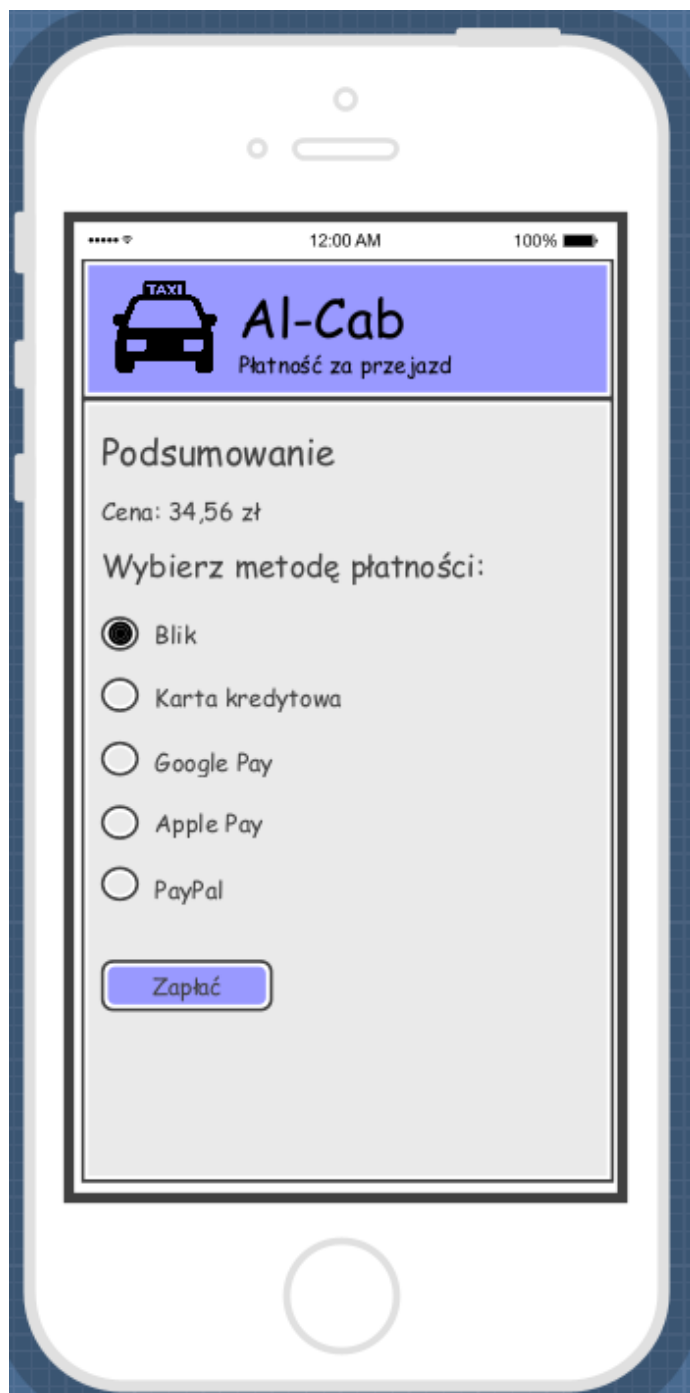 12:00 AM
100%
TAXI
Al-Cab
Płatność za przejazd
Podsumowanie
Cena: 34,56 zł
Wybierz metodę płatności:
Blik
Karta kredytowa
Google Pay
Apple Pay
PayPal
Zapłać